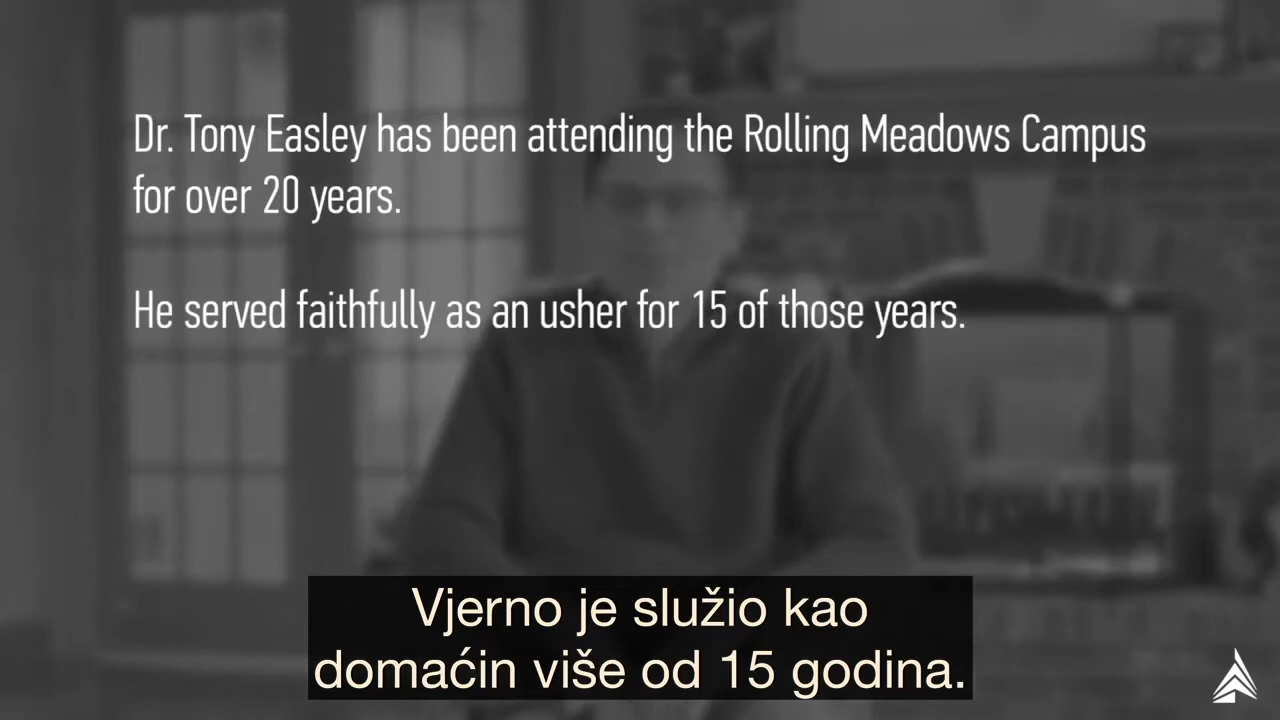 Dr. Tony Easley has been attending the Rolling Meadows Campus
for over 20 years.
He served faithfully as an usher for 15 of those years.
Vjerno je služio kao
domaćin više od 15 godina.